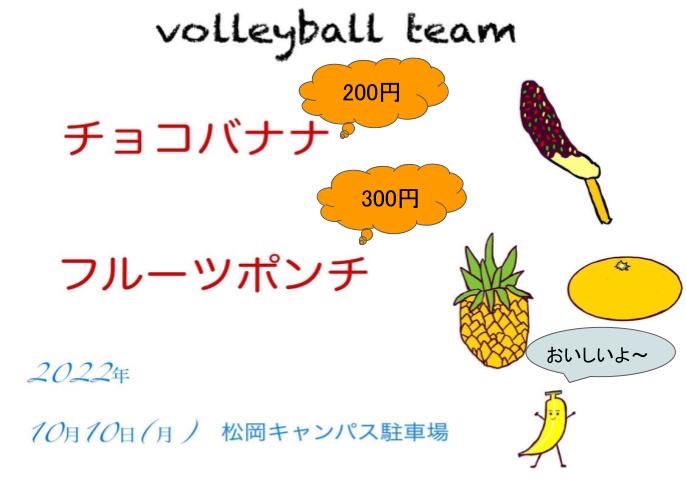 volleyball team
200円
チョコバナナ
300円
フルーツポンチ
おいしいよ～
2022年
10月10日(月) 松岡キャンパス駐車場